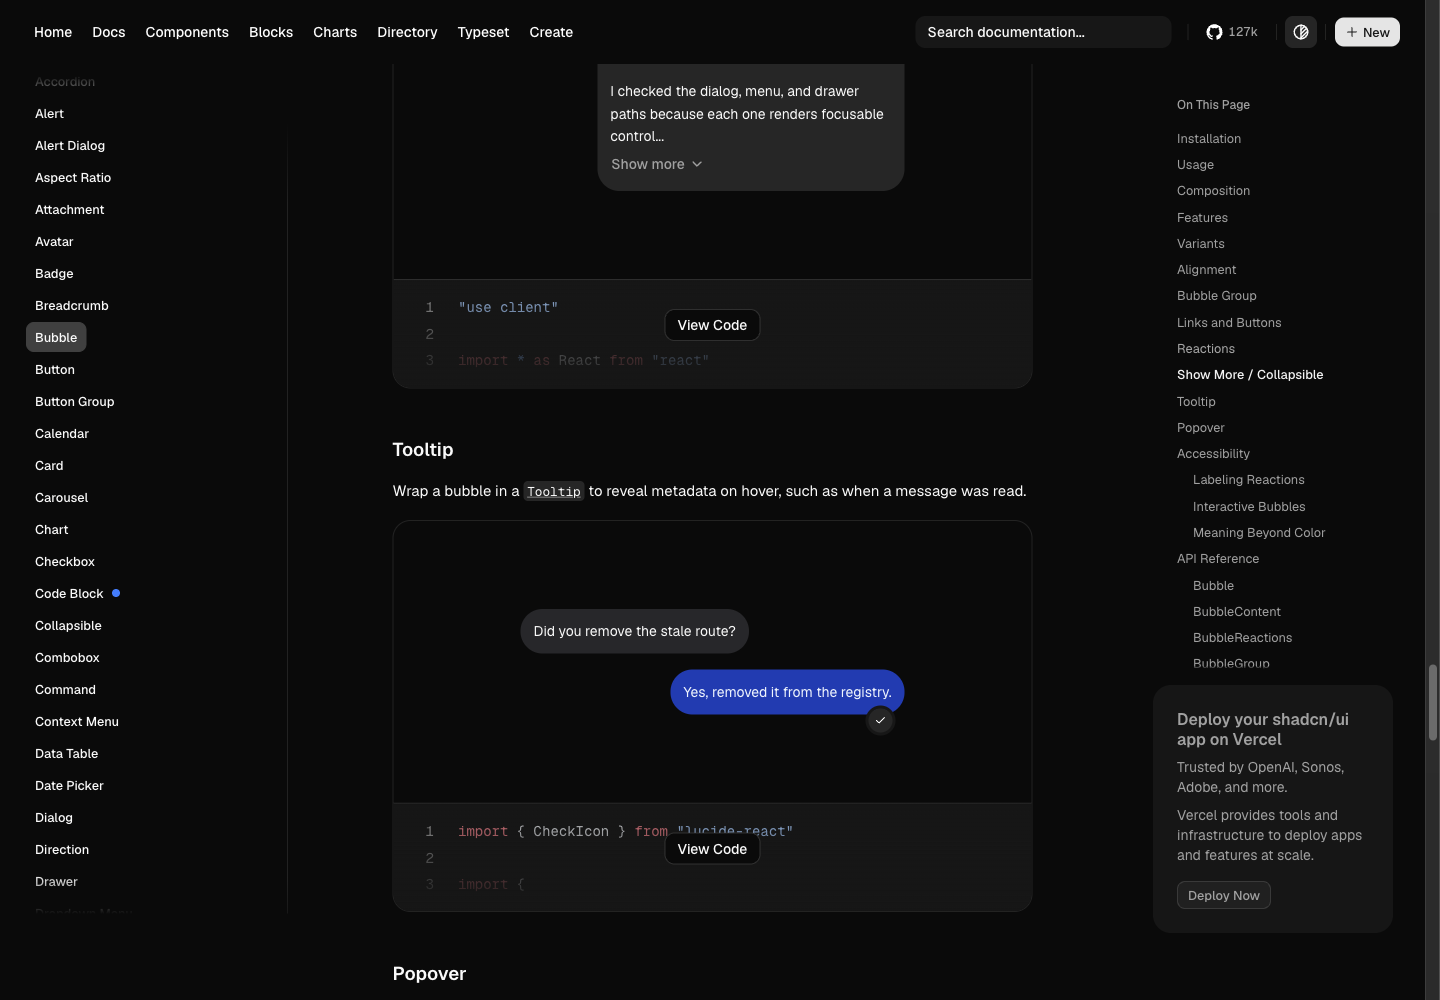 Home Docs Components Blocks Charts Directory Typeset Create
Search documentation...
127k
New
Accordion
Alert
Alert Dialog
Aspect Ratio
Attachment
Avatar
Badge
Breadcrumb
Bubble
Button
Button Group
Calendar
Card
Carousel
Chart
Checkbox
Code Block
Collapsible
Combobox
Command
Context Menu
Data Table
Date Picker
Dialog
Direction
Drawer
Dropdown Menu
I checked the dialog, menu, and drawer
paths because each one renders focusable
control...
Show more
1 "use client"
2
3 import * as React from "react"
View Code
Tooltip
Wrap a bubble in a Tooltip to reveal metadata on hover, such as when a message was read.
Did you remove the stale route?
Yes, removed it from the registry.
1 import { CheckIcon } from "lucide-react"
2
3 import {
View Code
Popover
On This Page
Installation
Usage
Composition
Features
Variants
Alignment
Bubble Group
Links and Buttons
Reactions
Show More / Collapsible
Tooltip
Popover
Accessibility
Labeling Reactions
Interactive Bubbles
Meaning Beyond Color
API Reference
Bubble
BubbleContent
BubbleReactions
BubbleGroup
Deploy your shadcn/ui
app on Vercel
Trusted by OpenAI, Sonos,
Adobe, and more.
Vercel provides tools and
infrastructure to deploy apps
and features at scale.
Deploy Now